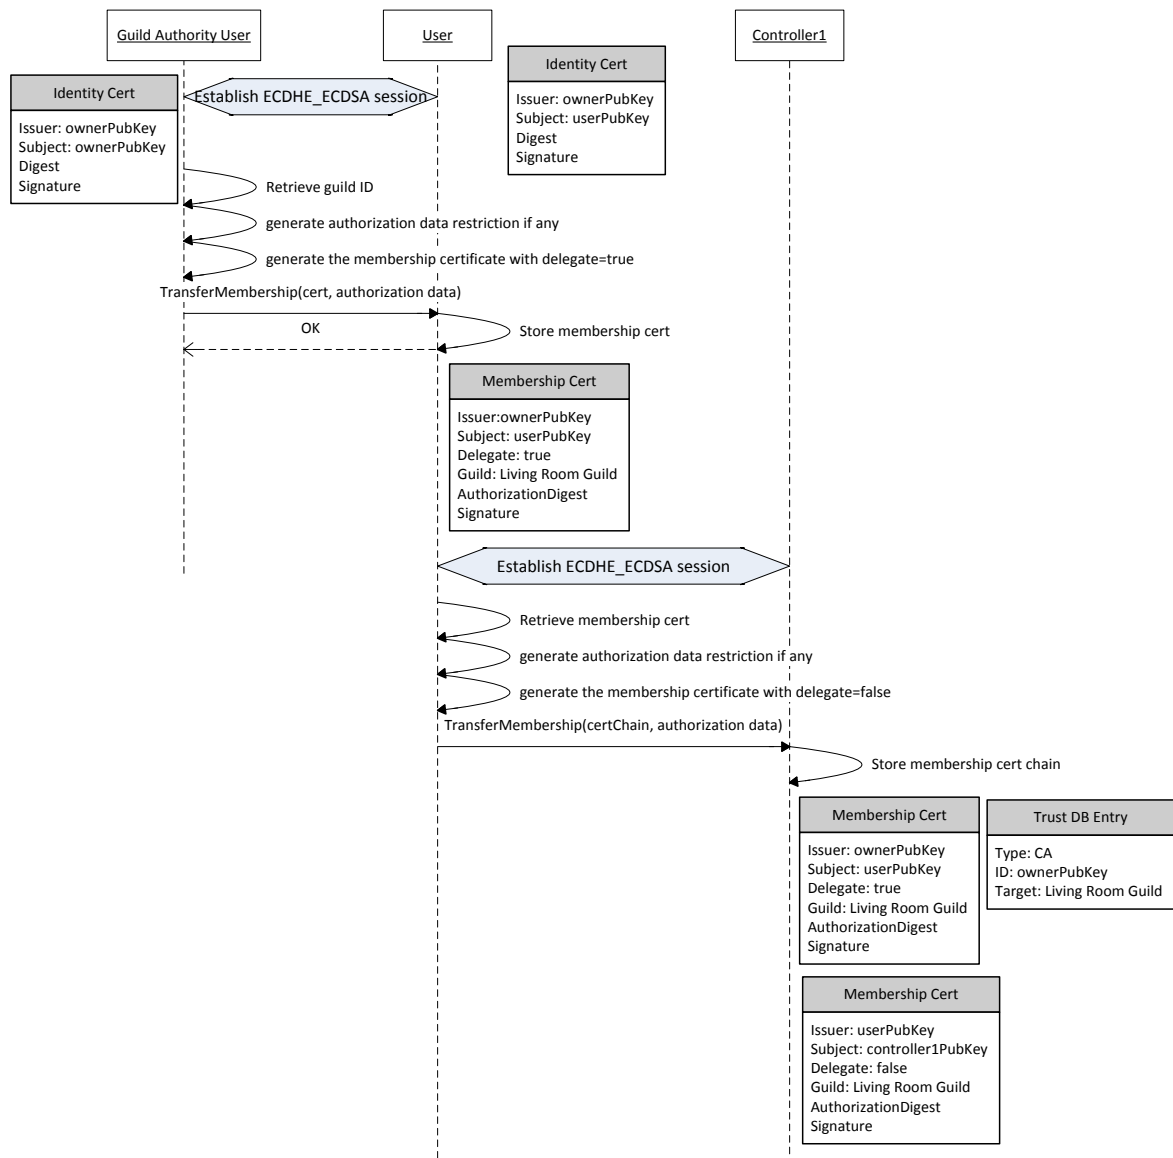 Guild Authority User
User
Controller1
Identity Cert
Issuer: ownerPubKey
Subject: ownerPubKey
Digest
Signature
Establish ECDHE_ECDSA session
Identity Cert
Issuer: ownerPubKey
Subject: userPubKey
Digest
Signature
Retrieve guild ID
generate authorization data restriction if any
generate the membership certificate with delegate=true
TransferMembership(cert, authorization data)
OK
Store membership cert
Membership Cert
Issuer:ownerPubKey
Subject: userPubKey
Delegate: true
Guild: Living Room Guild
AuthorizationDigest
Signature
Establish ECDHE_ECDSA session
Retrieve membership cert
generate authorization data restriction if any
generate the membership certificate with delegate=false
TransferMembership(certChain, authorization data)
Store membership cert chain
Membership Cert
Issuer: ownerPubKey
Subject: userPubKey
Delegate: true
Guild: Living Room Guild
AuthorizationDigest
Signature
Trust DB Entry
Type: CA
ID: ownerPubKey
Target: Living Room Guild
Membership Cert
Issuer: userPubKey
Subject: controller1PubKey
Delegate: false
Guild: Living Room Guild
AuthorizationDigest
Signature